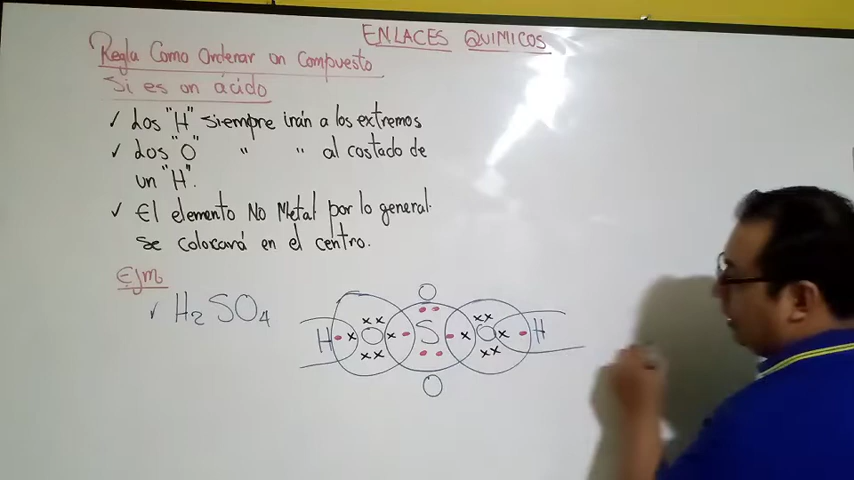 ENLACES QUIMICOS
Regla Como Ordenar un Compuesto
Si es un ácido
✓ Los "H" siempre irán a los extremos
✓ Los "O" " " al costado de
un "H".
✓ El elemento No Metal por lo general
se colocará en el centro.
Ejm
✓ H₂SO₄
O
H O S O H
O